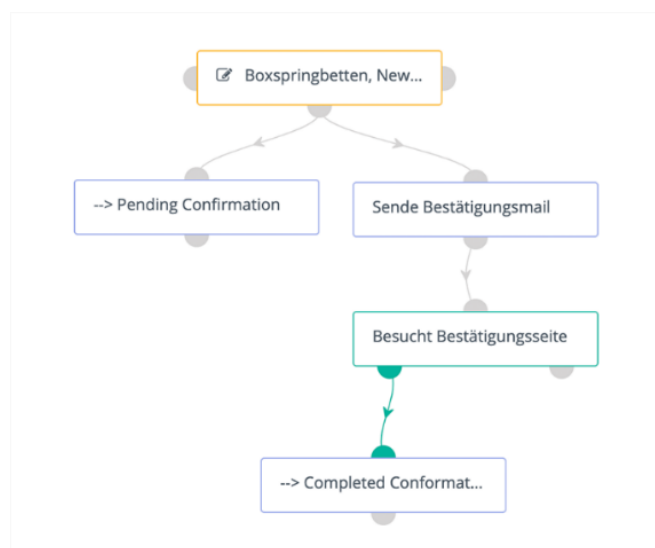 Boxspringbetten, New...
--> Pending Confirmation
Sende Bestätigungsmail
Besucht Bestätigungsseite
--> Completed Conformat...